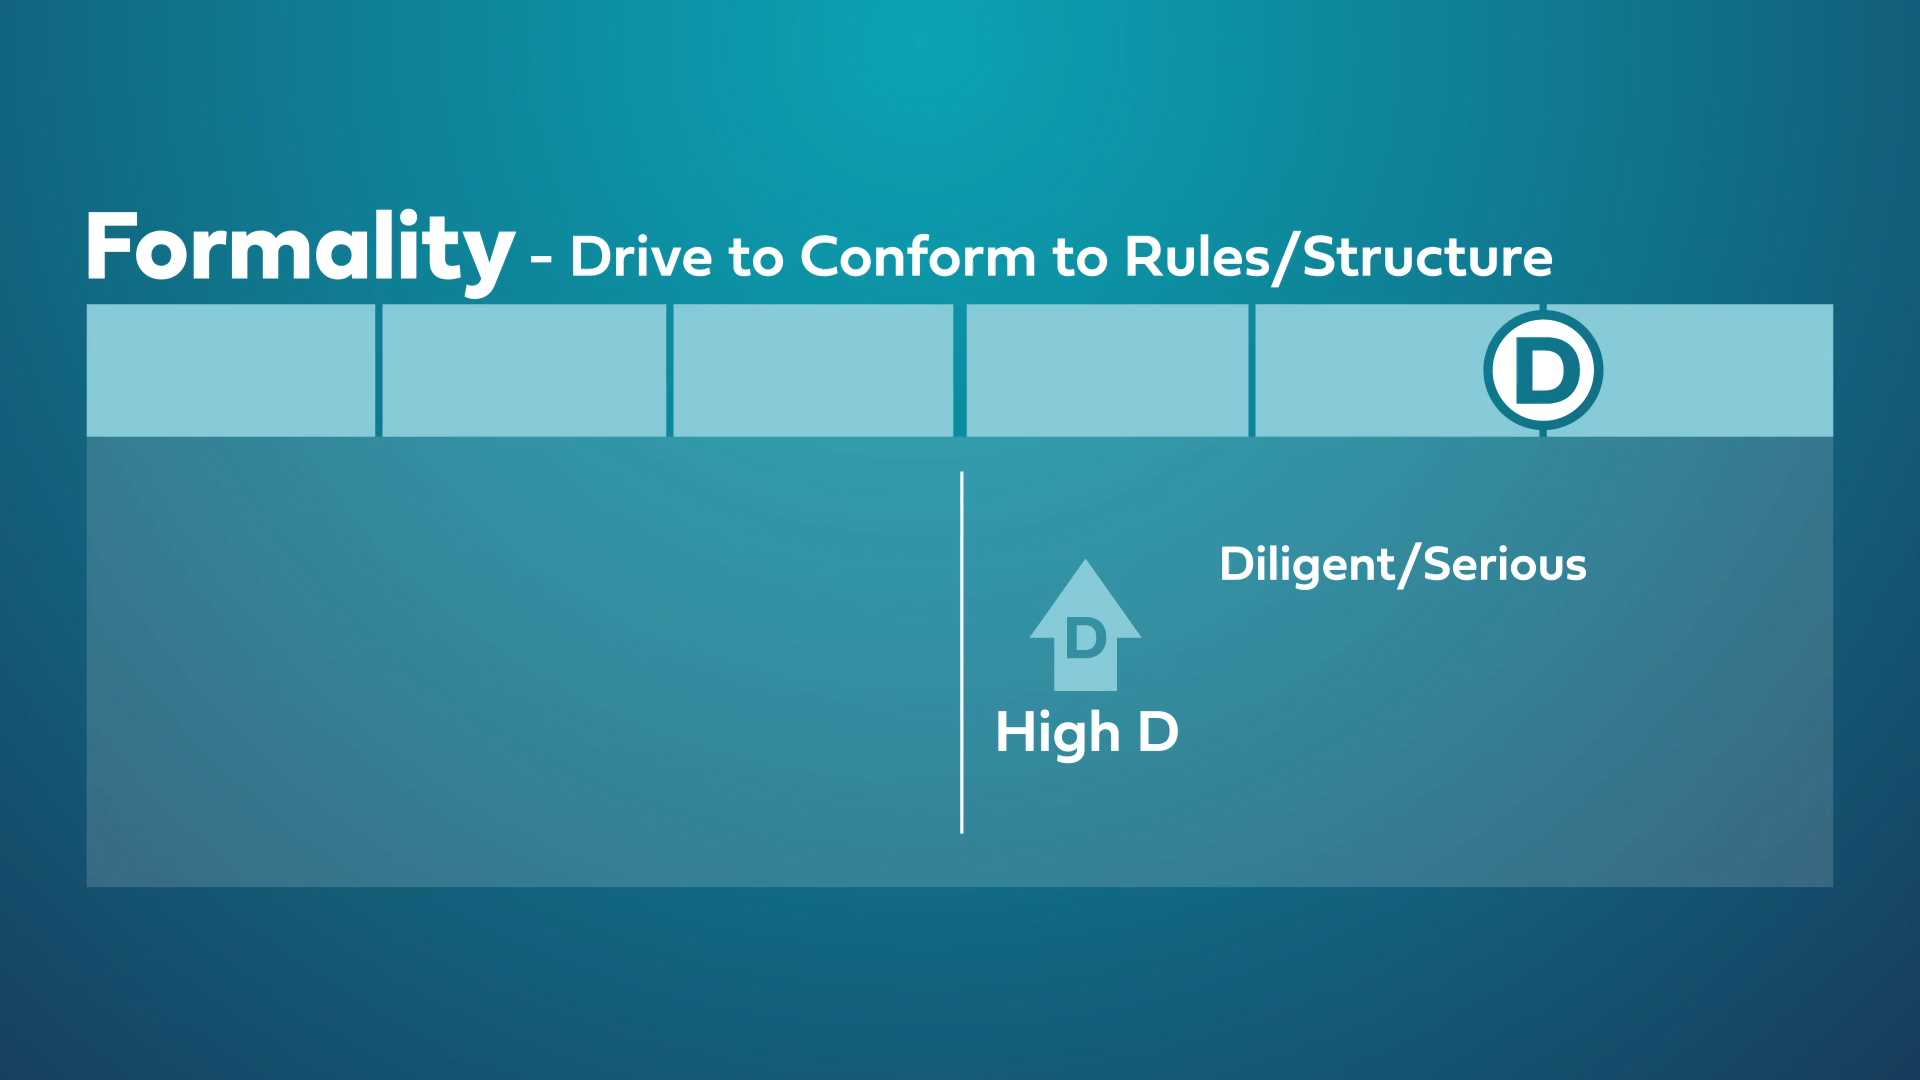 Formality - Drive to Conform to Rules/Structure
D
Diligent/Serious
D
High D